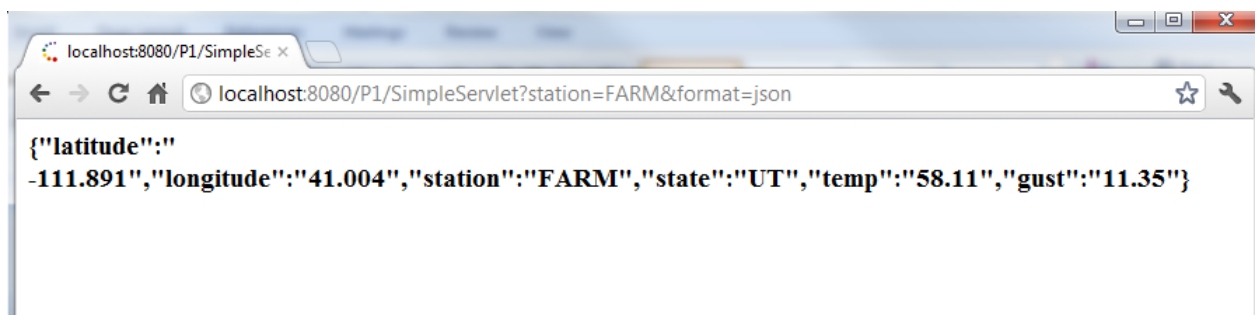 localhost:8080/P1/SimpleSe
localhost:8080/P1/SimpleServlet?station=FARM&format=json
{"latitude":"
-111.891","longitude":"41.004","station":"FARM","state":"UT","temp":"58.11","gust":"11.35"}